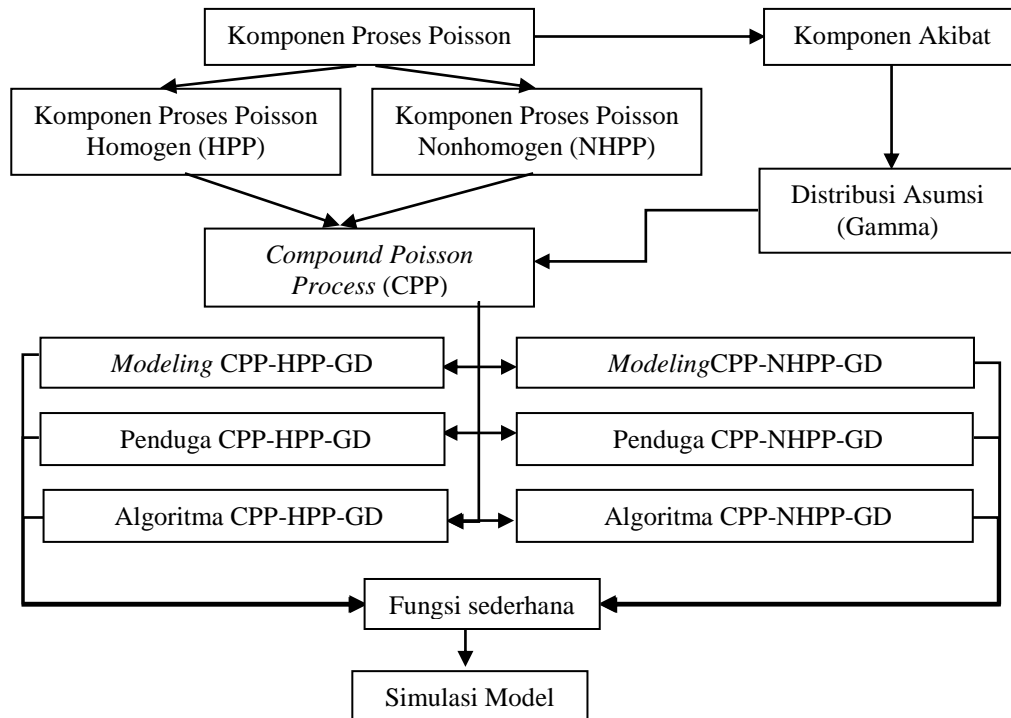 Komponen Proses Poisson
Komponen Akibat
Komponen Proses Poisson
Homogen (HPP)
Komponen Proses Poisson
Nonhomogen (NHPP)
Distribusi Asumsi
(Gamma)
Compound Poisson
Process (CPP)
Modeling CPP-HPP-GD
ModelingCPP-NHPP-GD
Penduga CPP-HPP-GD
Penduga CPP-NHPP-GD
Algoritma CPP-HPP-GD
Algoritma CPP-NHPP-GD
Fungsi sederhana
Simulasi Model